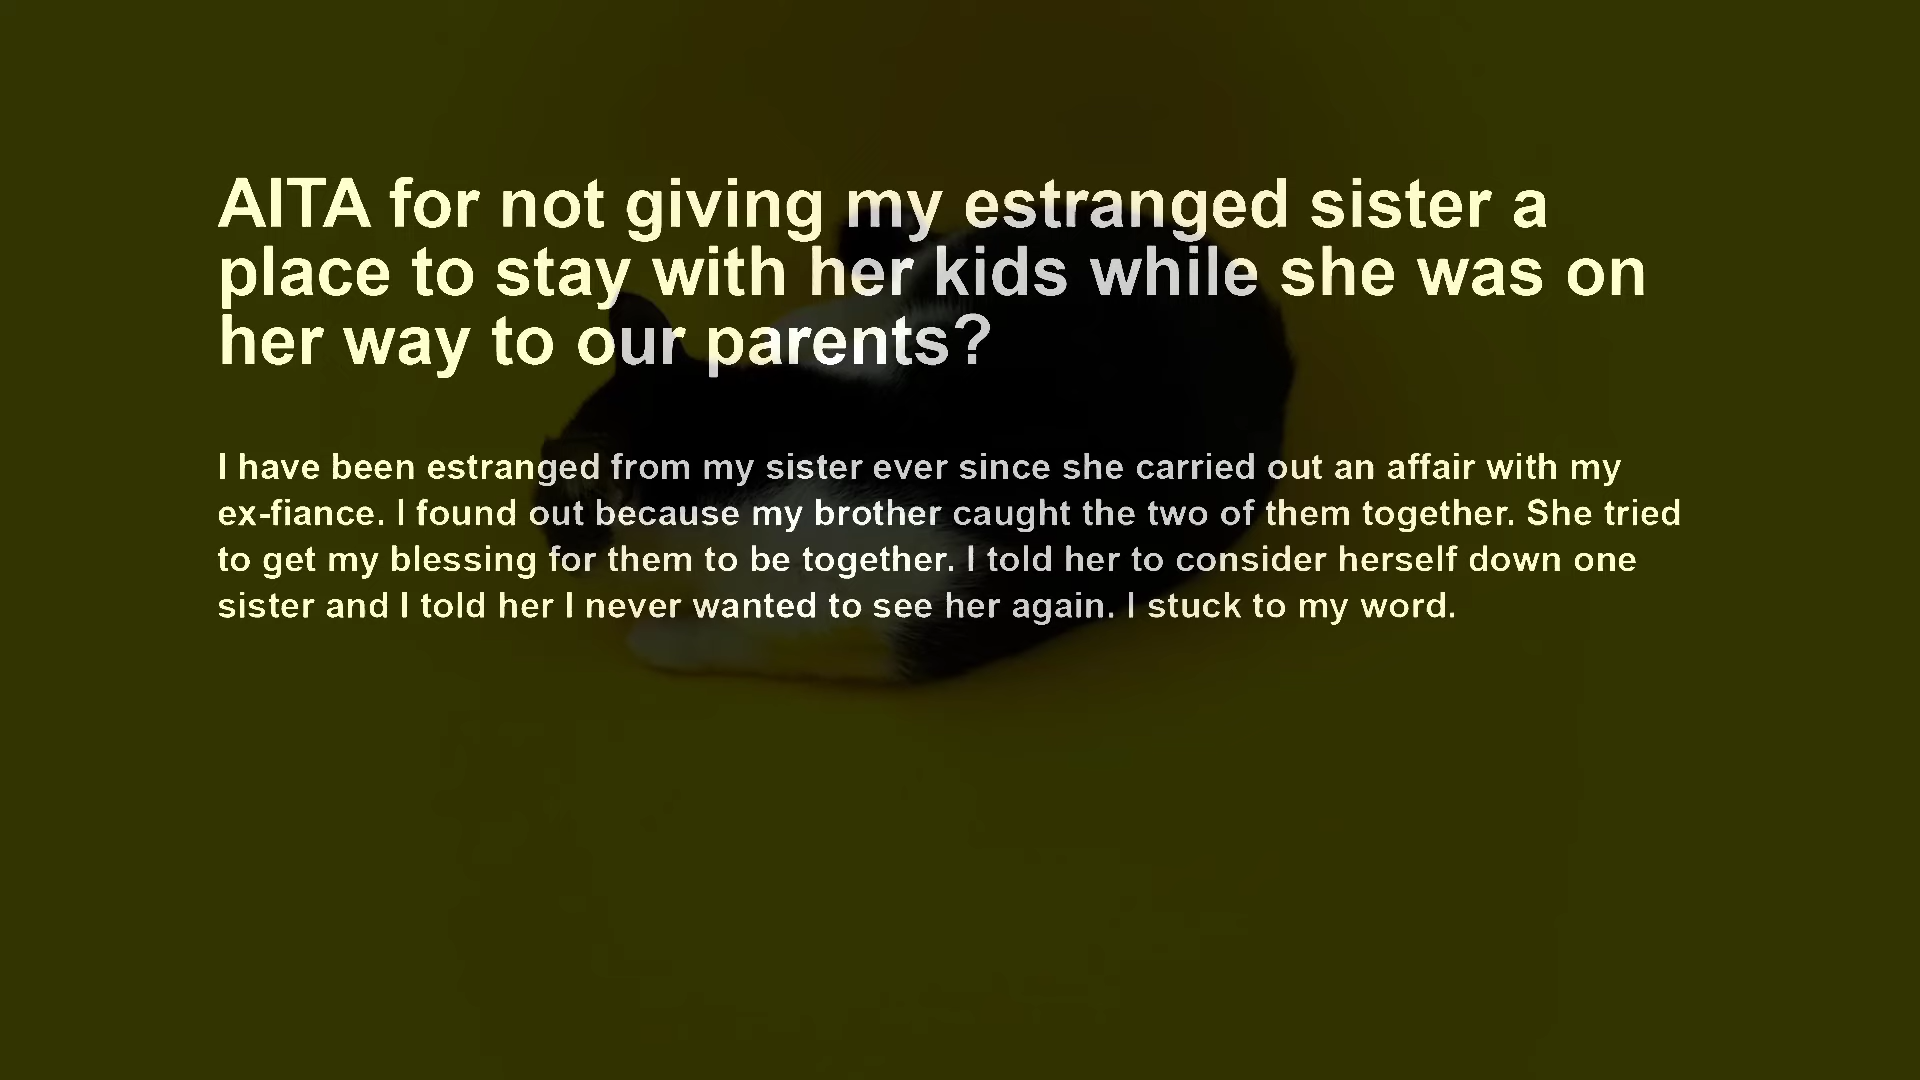 AITA for not giving my estranged sister a
place to stay with her kids while she was on
her way to our parents?
I have been estranged from my sister ever since she carried out an affair with my
ex-fiance. I found out because my brother caught the two of them together. She tried
to get my blessing for them to be together. I told her to consider herself down one
sister and I told her I never wanted to see her again. I stuck to my word.